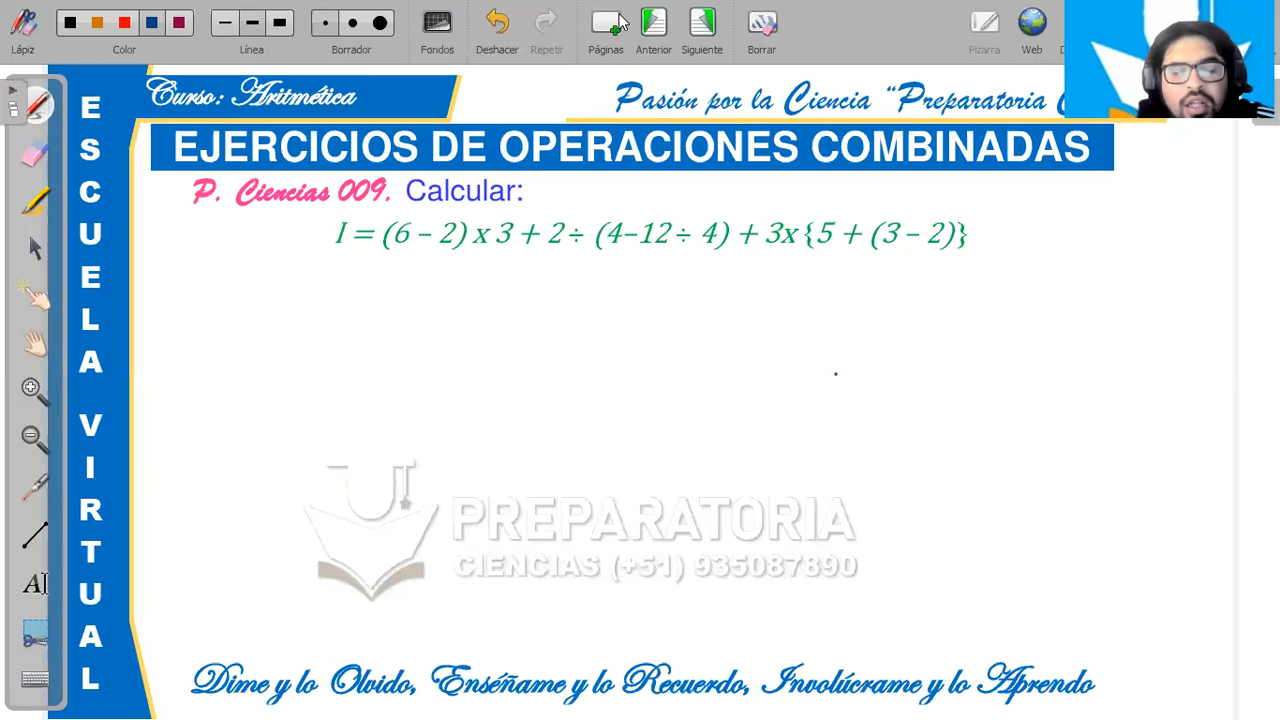 Lápiz
Color
Línea
Borrador
Fondos
Deshacer
Repetir
Páginas
Anterior
Siguiente
Borrar
Pizarra
Web
Curso: Aritmética
Pasión por la Ciencia “Preparatoria
EJERCICIOS DE OPERACIONES COMBINADAS
P. Ciencias 009. Calcular:
I = (6 – 2) x 3 + 2 ÷ (4–12 ÷ 4) + 3x {5 + (3 – 2)}
ESCUELA VIRTUAL
AI
PREPARATORIA
CIENCIAS (+51) 935087890
Dime y lo Olvido, Enséñame y lo Recuerdo, Involúcrame y lo Aprendo